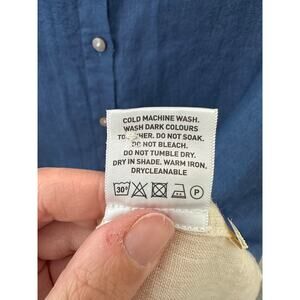 COLD MACHINE WASH.
WASH DARK COLOURS
TOGETHER. DO NOT SOAK.
DO NOT BLEACH.
DO NOT TUMBLE DRY.
DRY IN SHADE. WARM IRON.
DRYCLEANABLE
30° P